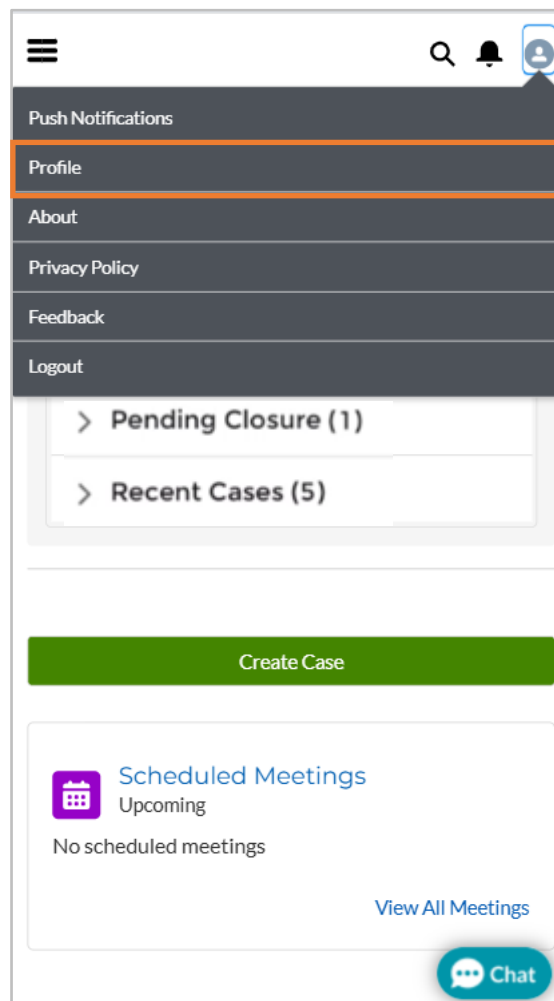 Push Notifications
Profile
About
Privacy Policy
Feedback
Logout
Pending Closure (1)
Recent Cases (5)
Create Case
Scheduled Meetings
Upcoming
No scheduled meetings
View All Meetings
Chat